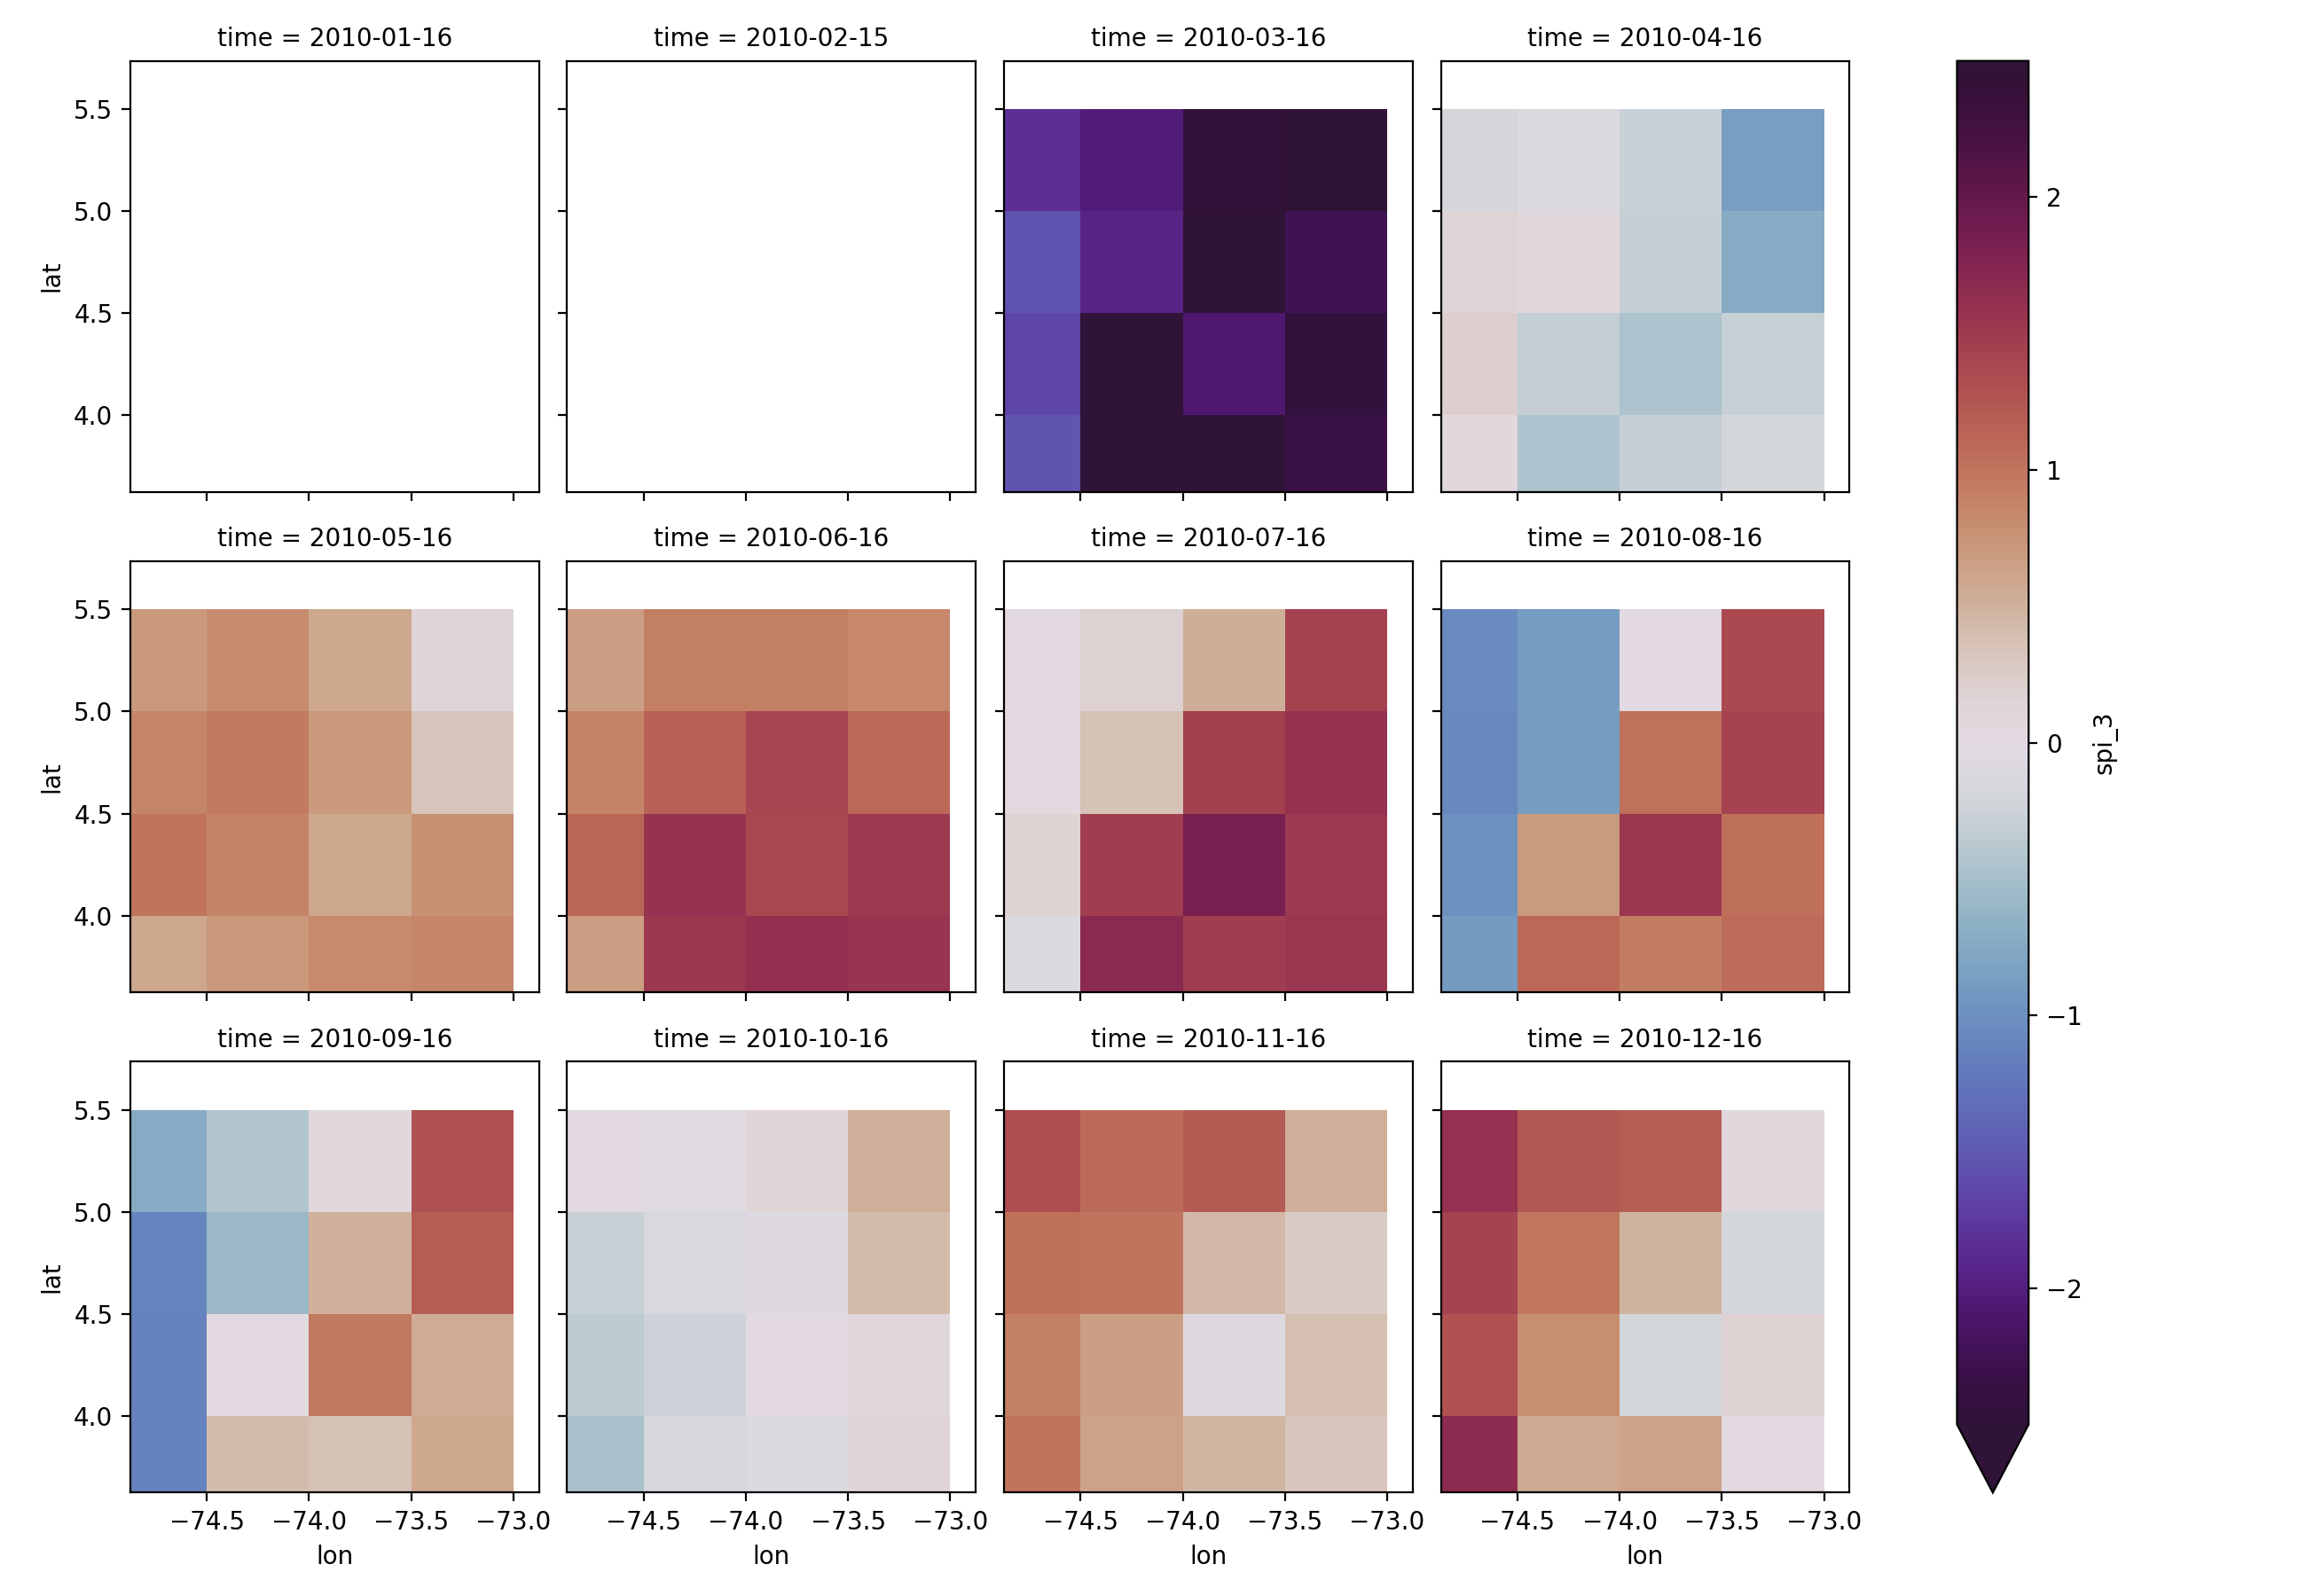 time = 2010-01-16
time = 2010-02-15
time = 2010-03-16
time = 2010-04-16
5.5
5.0
4.5
4.0
lat
time = 2010-05-16
time = 2010-06-16
time = 2010-07-16
time = 2010-08-16
5.5
5.0
4.5
4.0
lat
time = 2010-09-16
time = 2010-10-16
time = 2010-11-16
time = 2010-12-16
5.5
5.0
4.5
4.0
lat
−74.5 −74.0 −73.5 −73.0
lon
−74.5 −74.0 −73.5 −73.0
lon
−74.5 −74.0 −73.5 −73.0
lon
−74.5 −74.0 −73.5 −73.0
lon
2
1
0
−1
−2
spi_3